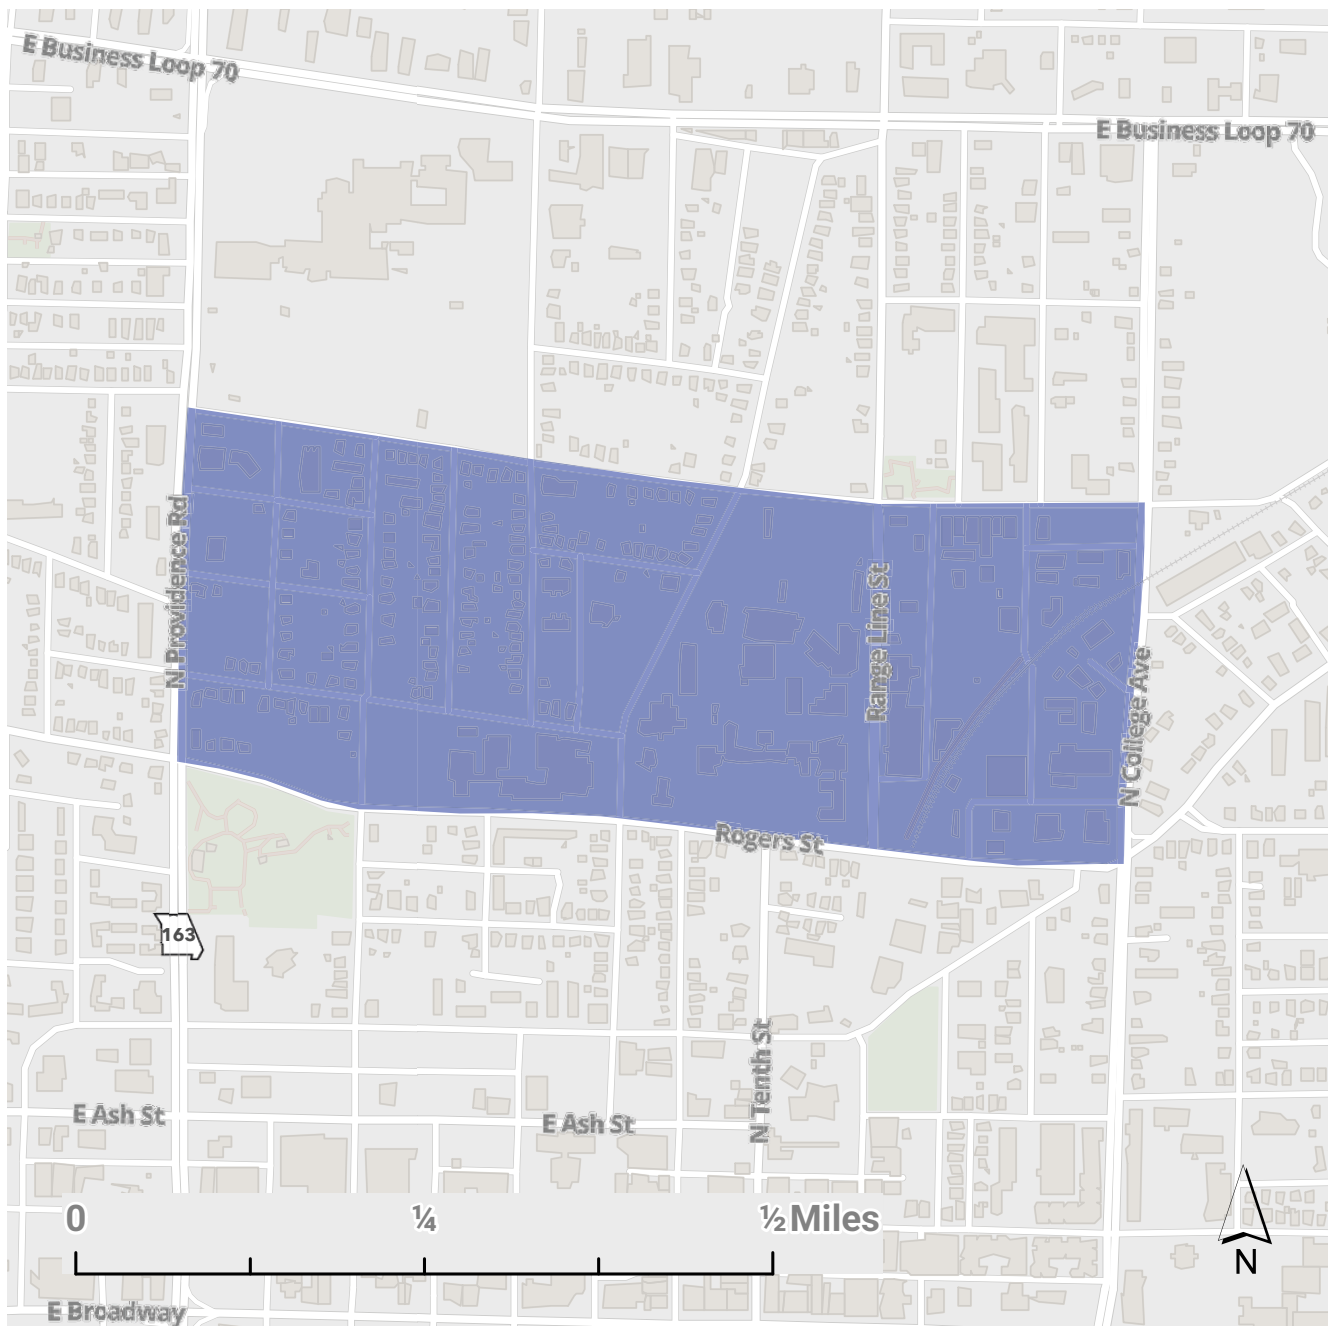 E Business Loop 70
E Business Loop 70
N Providence Rd
Range Line St
N College Ave
Rogers St
163
N Tenth St
E Ash St
E Ash St
0 ¼ ½ Miles
N
E Broadway